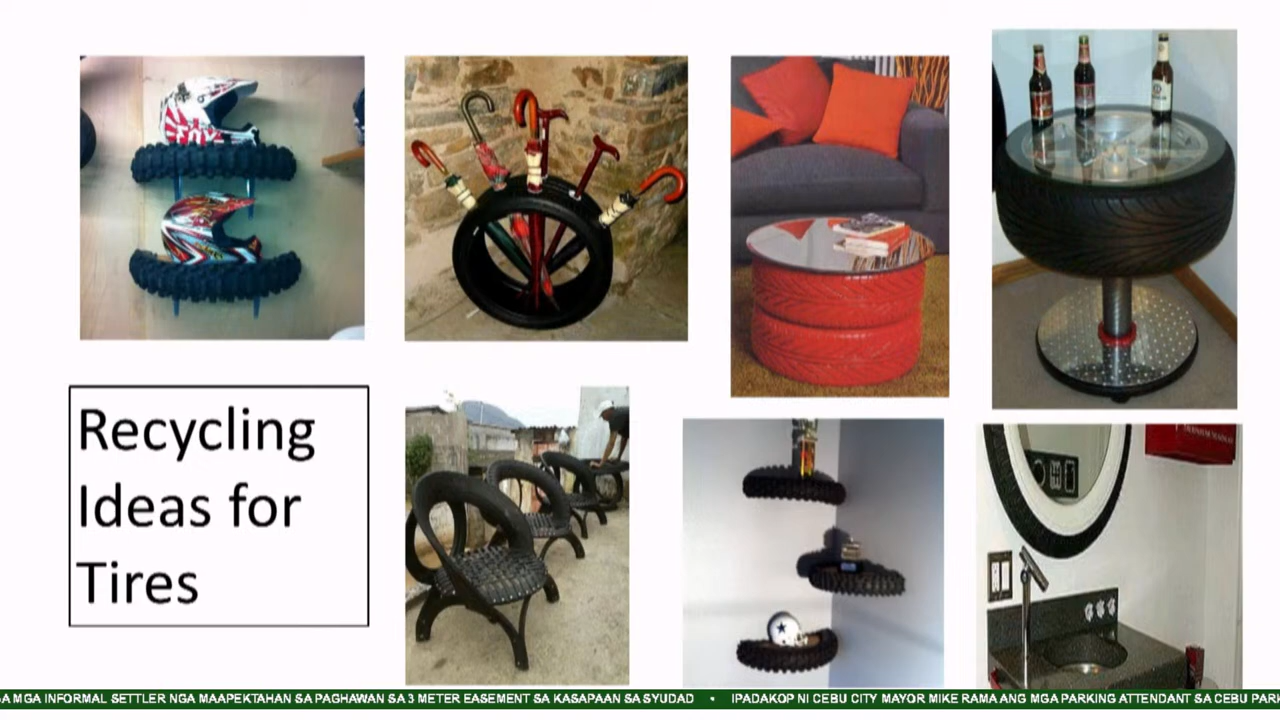 Recycling
Ideas for
Tires
SA MGA INFORMAL SETTLER NGA MAAPEKTAHAN SA PAGHAWAN SA 3 METER EASEMENT SA KASAPAAN SA SYUDAD • IPADAKOP NI CEBU CITY MAYOR MIKE RAMA ANG MGA PARKING ATTENDANT SA CEBU